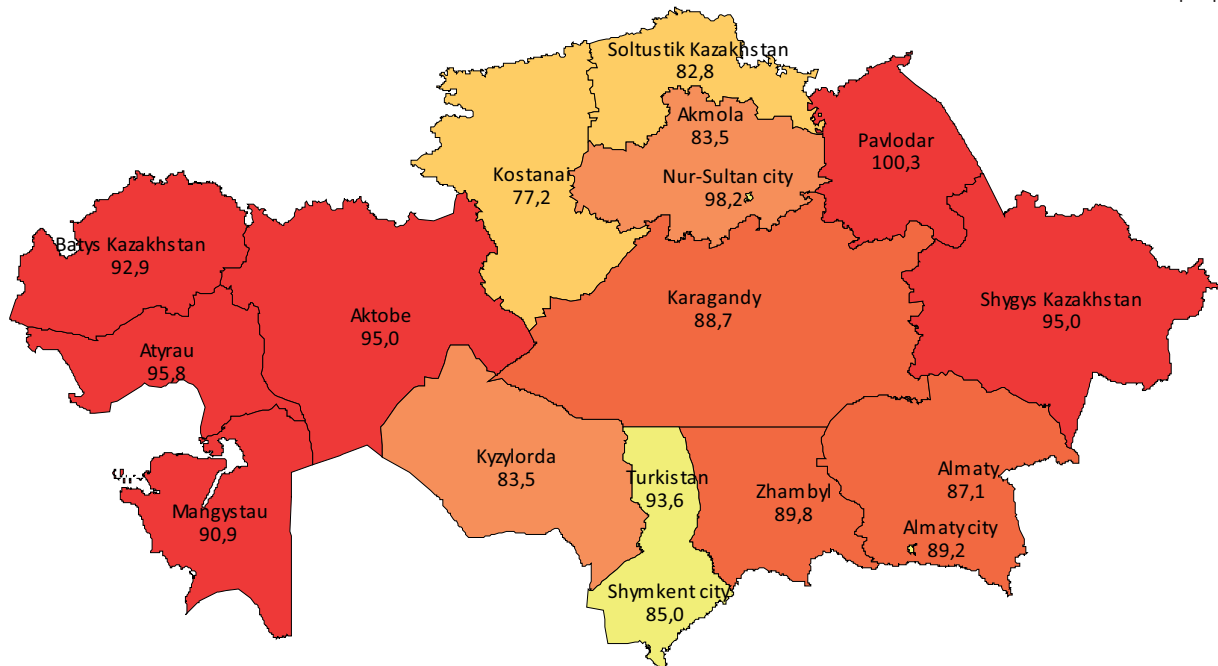 Soltustik Kazakhstan
82,8
Akmola
83,5
Pavlodar
100,3
Kostanai
77,2
Nur-Sultan city
98,2
Batys Kazakhstan
92,9
Karagandy
88,7
Shygys Kazakhstan
95,0
Aktobe
95,0
Atyrau
95,8
Kyzylorda
83,5
Turkistan
93,6
Zhambyl
89,8
Almaty
87,1
Mangystau
90,9
Almaty city
89,2
Shymkent city
85,0